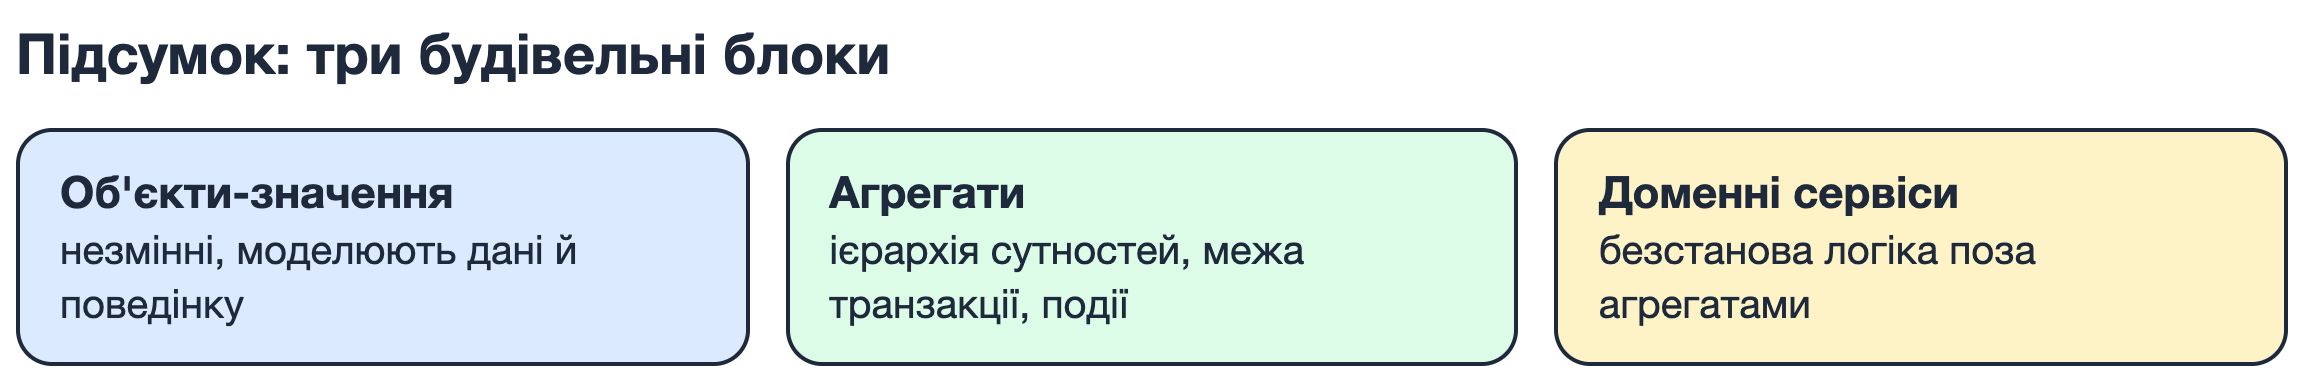 Підсумок: три будівельні блоки
Об'єкти-значення
незмінні, моделюють дані й
поведінку
Агрегати
ієрархія сутностей, межа
транзакції, події
Доменні сервіси
безстанова логіка поза
агрегатами